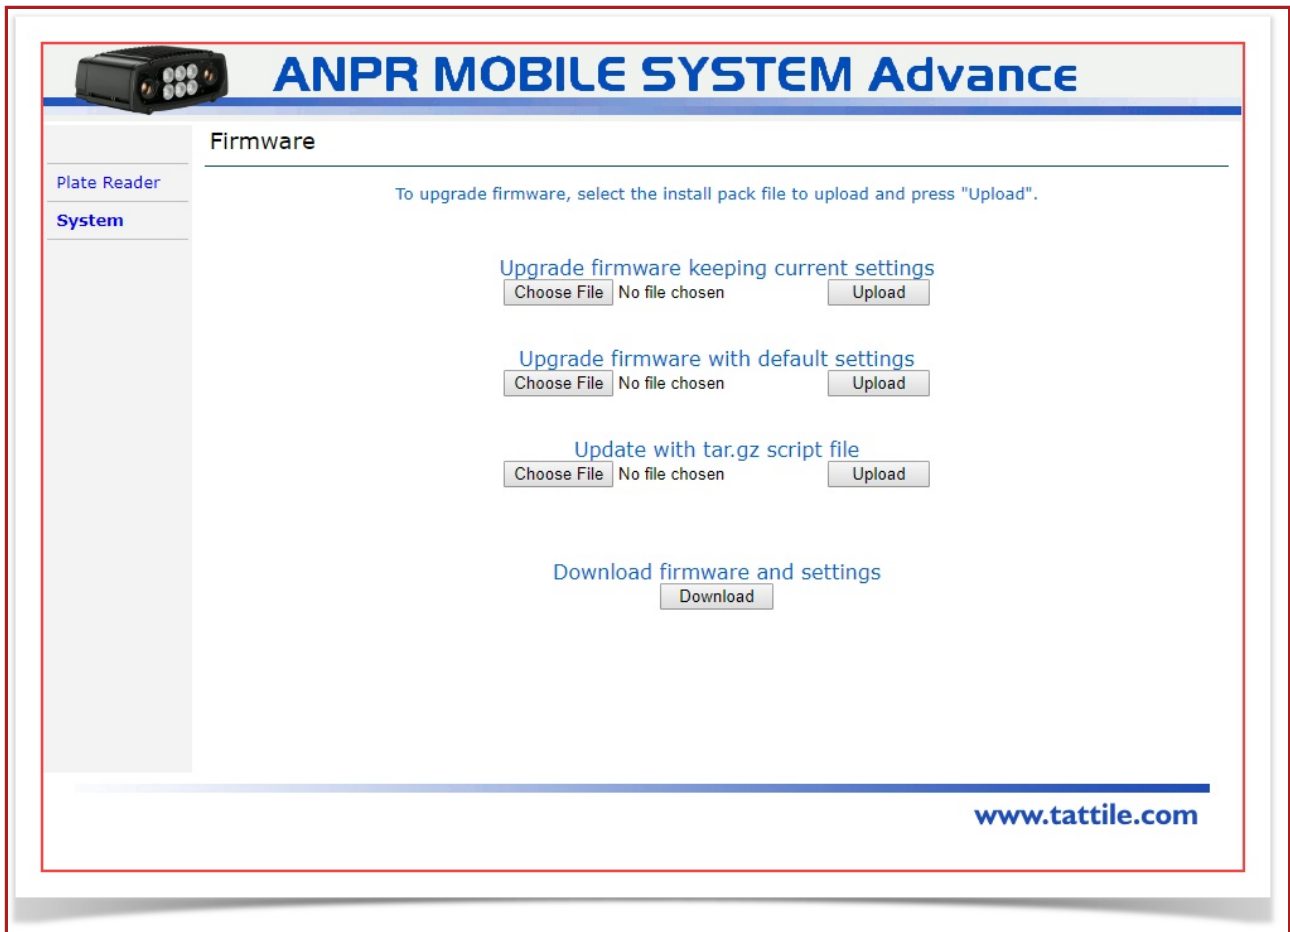 ANPR MOBILE SYSTEM Advance
Firmware
Plate Reader
System
To upgrade firmware, select the install pack file to upload and press "Upload".
Upgrade firmware keeping current settings
Choose File No file chosen Upload
Upgrade firmware with default settings
Choose File No file chosen Upload
Update with tar.gz script file
Choose File No file chosen Upload
Download firmware and settings
Download
www.tattile.com